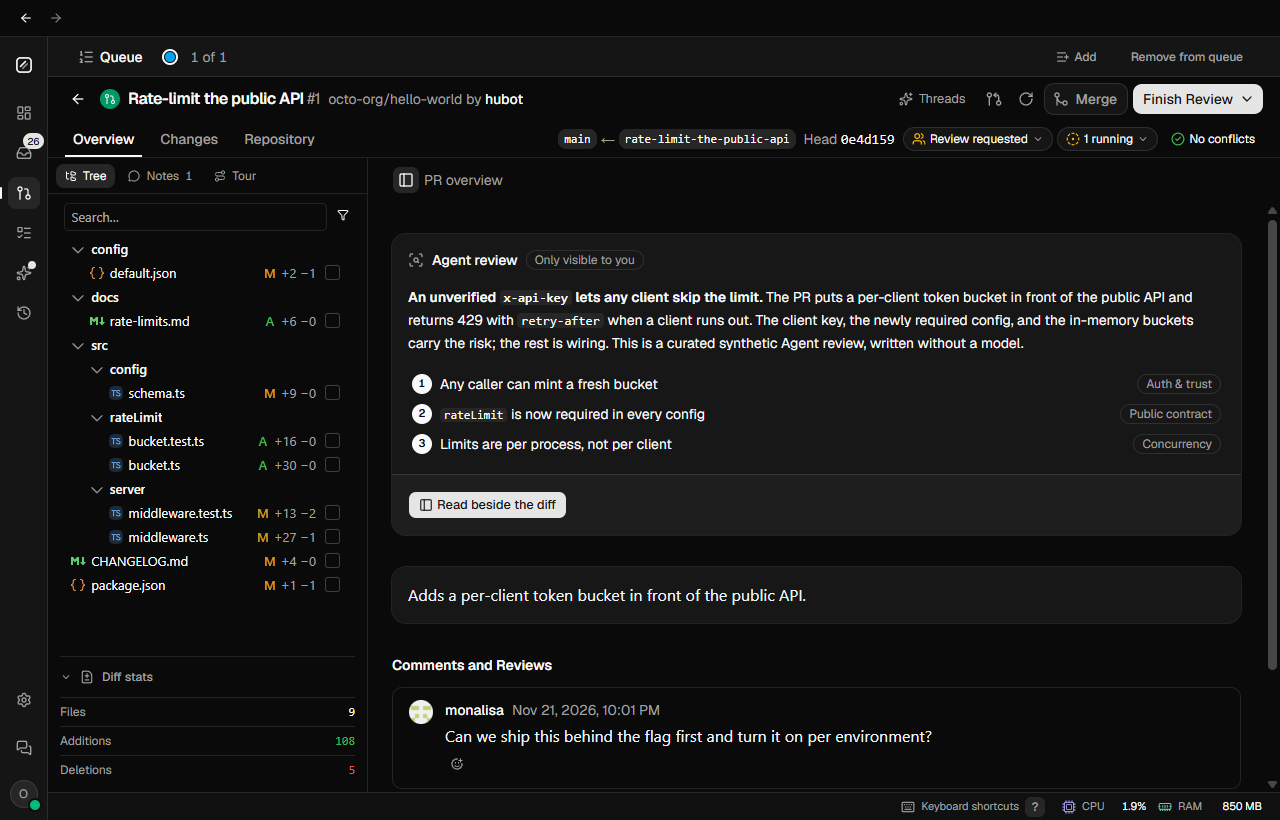 Queue 1 of 1 Add Remove from queue
Rate-limit the public API #1 octo-org/hello-world by hubot Threads Merge Finish Review
Overview Changes Repository main ← rate-limit-the-public-api Head 0e4d159 Review requested 1 running No conflicts
26
Tree Notes 1 Tour
PR overview
Search...
config
{} default.json M +2 −1
docs
M↓ rate-limits.md A +6 −0
src
config
TS schema.ts M +9 −0
rateLimit
TS bucket.test.ts A +16 −0
TS bucket.ts A +30 −0
server
TS middleware.test.ts M +13 −2
TS middleware.ts M +27 −1
M↓ CHANGELOG.md M +4 −0
{} package.json M +1 −1
Diff stats
Files 9
Additions 108
Deletions 5
Agent review Only visible to you
An unverified x-api-key lets any client skip the limit. The PR puts a per-client token bucket in front of the public API and
returns 429 with retry-after when a client runs out. The client key, the newly required config, and the in-memory buckets
carry the risk; the rest is wiring. This is a curated synthetic Agent review, written without a model.
1 Any caller can mint a fresh bucket Auth & trust
2 rateLimit is now required in every config Public contract
3 Limits are per process, not per client Concurrency
Read beside the diff
Adds a per-client token bucket in front of the public API.
Comments and Reviews
monalisa Nov 21, 2026, 10:01 PM
Can we ship this behind the flag first and turn it on per environment?
O
Keyboard shortcuts ? CPU 1.9% RAM 850 MB